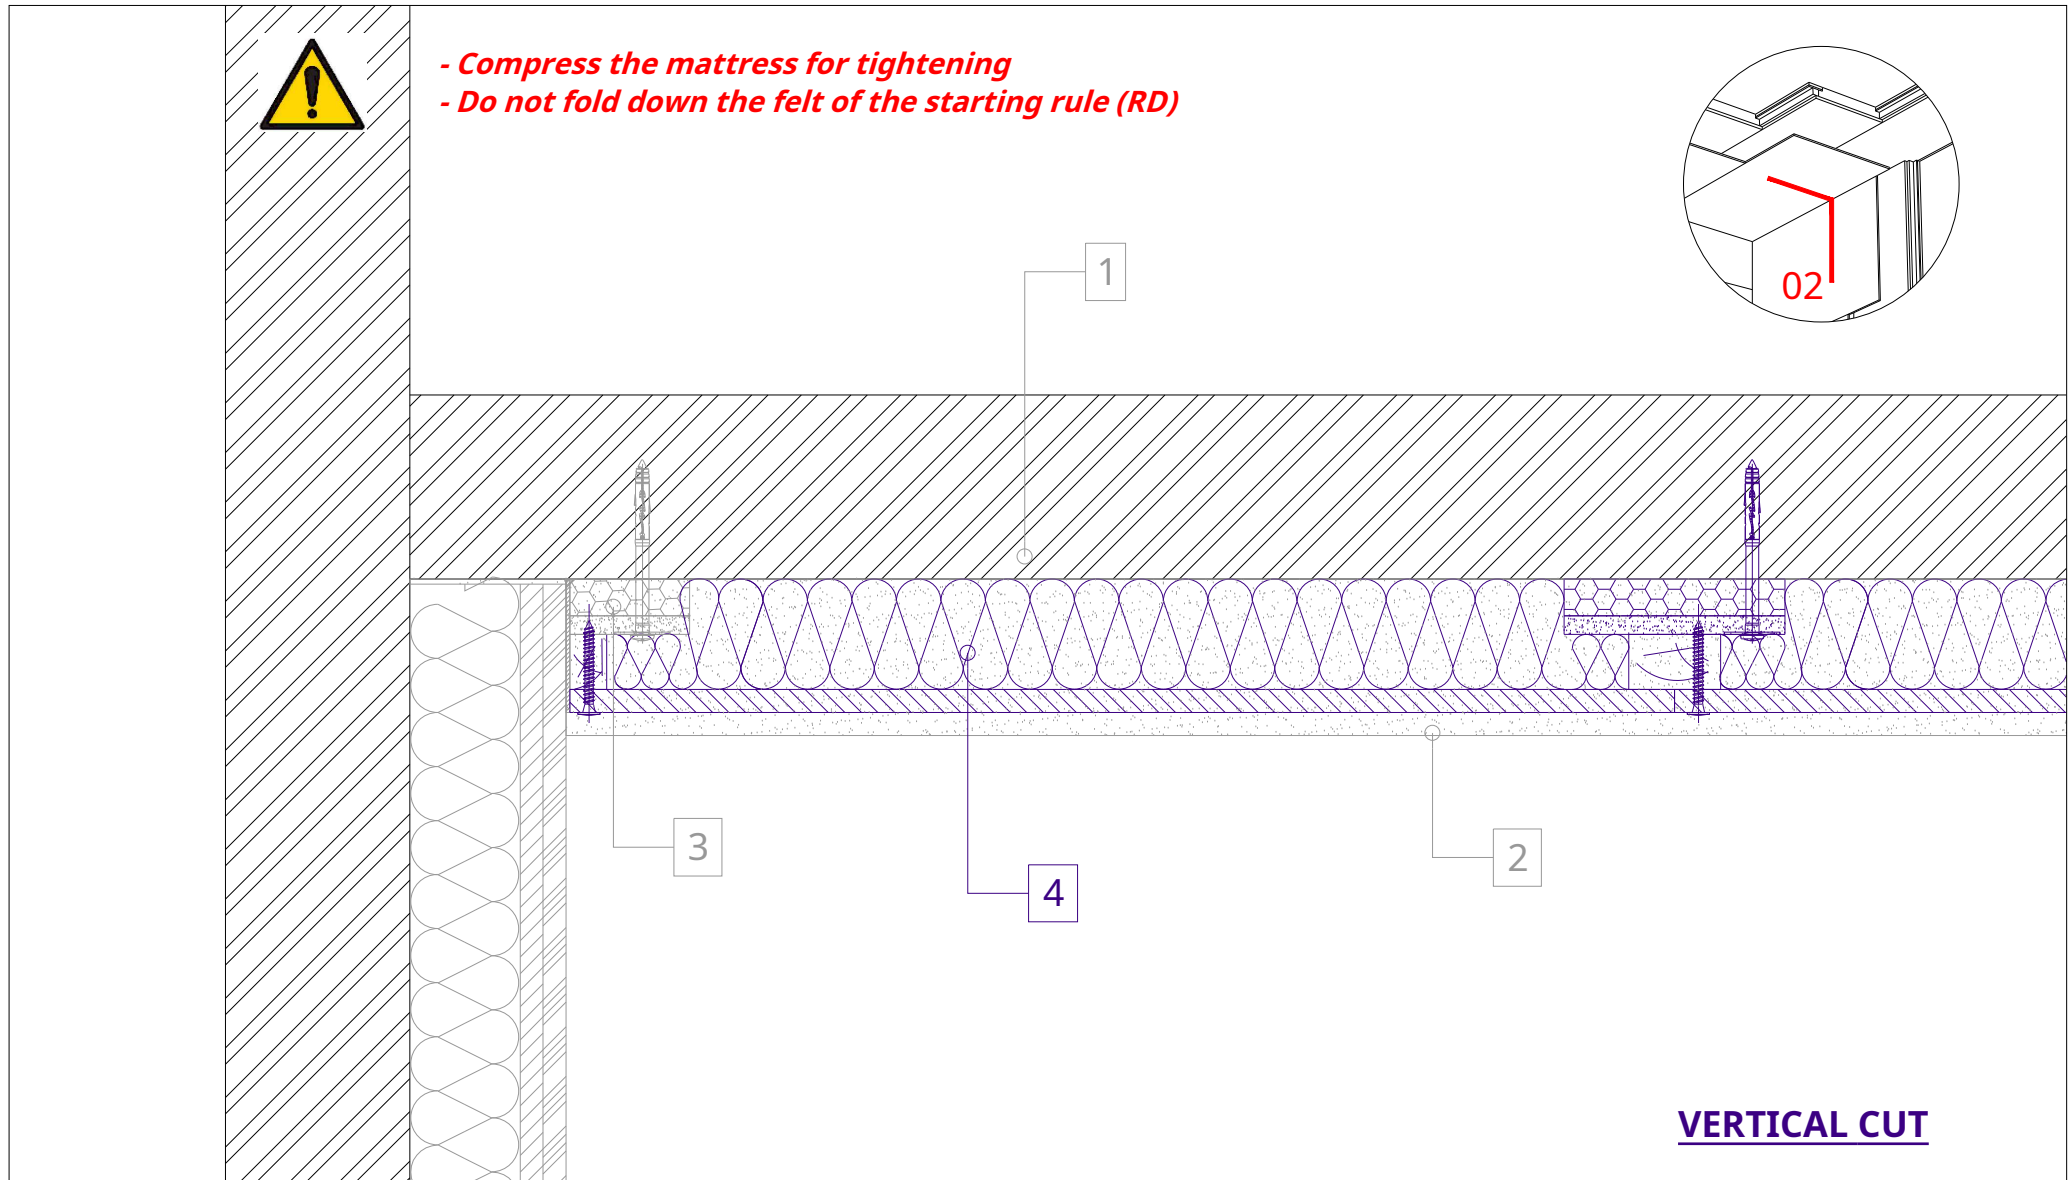 - Compress the mattress for tightening
- Do not fold down the felt of the starting rule (RD)
02
1
3
2
4
VERTICAL CUT